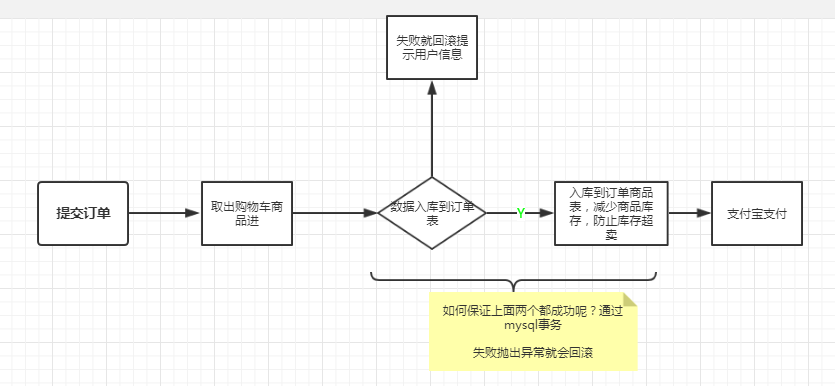 失败就回滚提
示用户信息
提交订单
取出购物车商
品进
数据入库到订单
表
Y
入库到订单商品
表，减少商品库
存，防止库存超
卖
支付宝支付
如何保证上面两个都成功呢？通过
mysql事务
失败抛出异常就会回滚